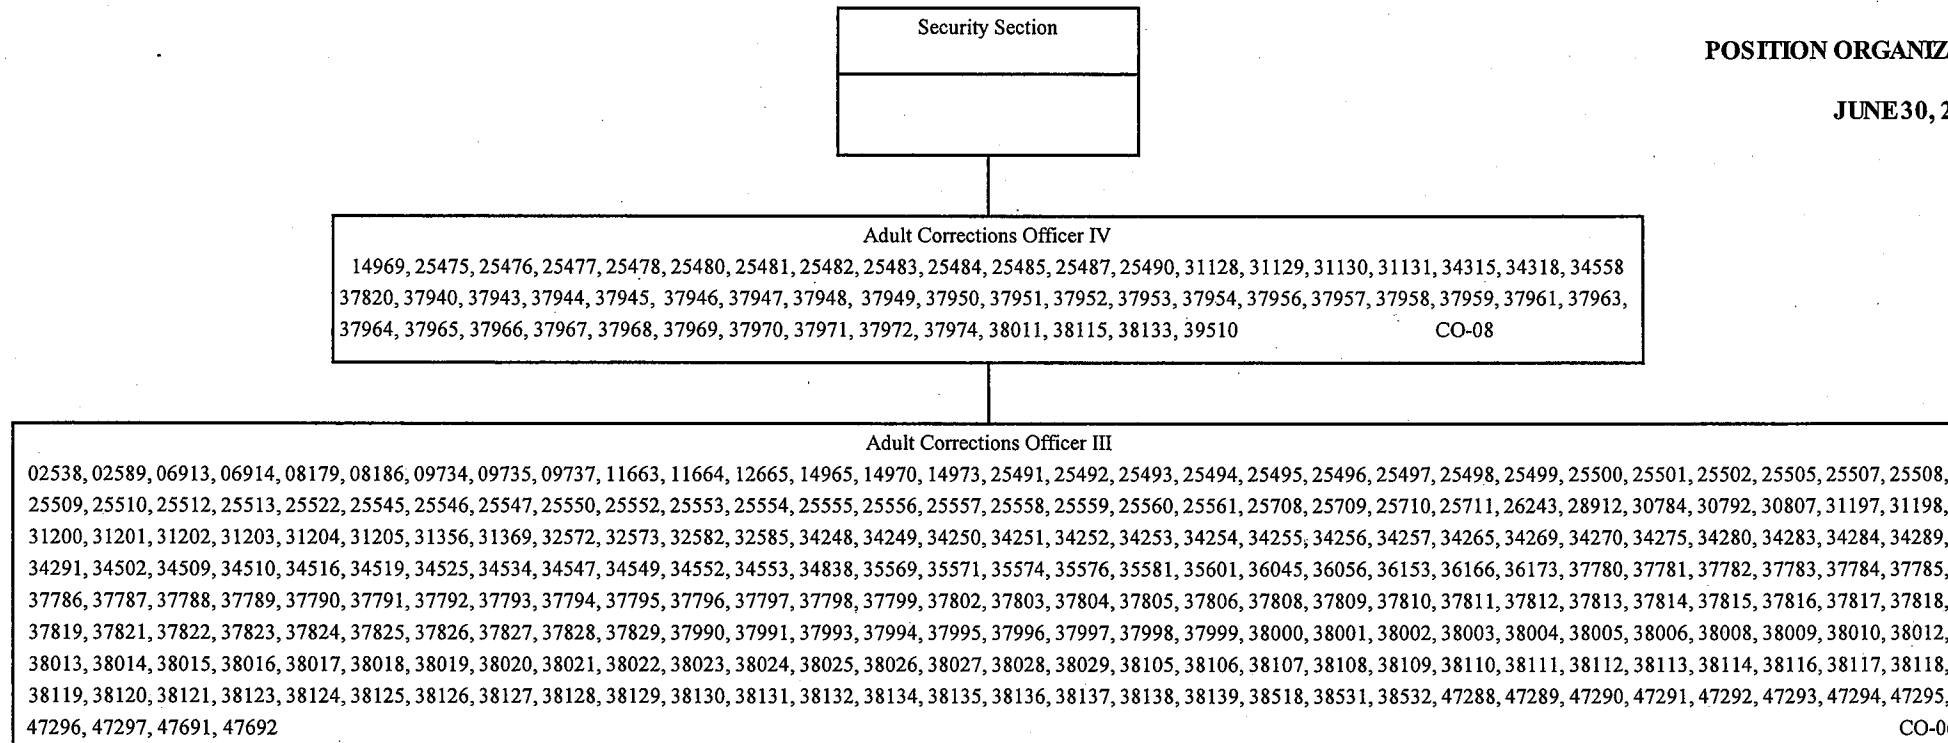 Security Section
POSITION ORGANIZ
JUNE 30, 2
Adult Corrections Officer IV
14969, 25475, 25476, 25477, 25478, 25480, 25481, 25482, 25483, 25484, 25485, 25487, 25490, 31128, 31129, 31130, 31131, 34315, 34318, 34558
37820, 37940, 37943, 37944, 37945, 37946, 37947, 37948, 37949, 37950, 37951, 37952, 37953, 37954, 37956, 37957, 37958, 37959, 37961, 37963,
37964, 37965, 37966, 37967, 37968, 37969, 37970, 37971, 37972, 37974, 38011, 38115, 38133, 39510 CO-08
Adult Corrections Officer III
02538, 02589, 06913, 06914, 08179, 08186, 09734, 09735, 09737, 11663, 11664, 12665, 14965, 14970, 14973, 25491, 25492, 25493, 25494, 25495, 25496, 25497, 25498, 25499, 25500, 25501, 25502, 25505, 25507, 25508,
25509, 25510, 25512, 25513, 25522, 25545, 25546, 25547, 25550, 25552, 25553, 25554, 25555, 25556, 25557, 25558, 25559, 25560, 25561, 25708, 25709, 25710, 25711, 26243, 28912, 30784, 30792, 30807, 31197, 31198,
31200, 31201, 31202, 31203, 31204, 31205, 31356, 31369, 32572, 32573, 32582, 32585, 34248, 34249, 34250, 34251, 34252, 34253, 34254, 34255, 34256, 34257, 34265, 34269, 34270, 34275, 34280, 34283, 34284, 34289,
34291, 34502, 34509, 34510, 34516, 34519, 34525, 34534, 34547, 34549, 34552, 34553, 34838, 35569, 35571, 35574, 35576, 35581, 35601, 36045, 36056, 36153, 36166, 36173, 37780, 37781, 37782, 37783, 37784, 37785,
37786, 37787, 37788, 37789, 37790, 37791, 37792, 37793, 37794, 37795, 37796, 37797, 37798, 37799, 37802, 37803, 37804, 37805, 37806, 37808, 37809, 37810, 37811, 37812, 37813, 37814, 37815, 37816, 37817, 37818,
37819, 37821, 37822, 37823, 37824, 37825, 37826, 37827, 37828, 37829, 37990, 37991, 37993, 37994, 37995, 37996, 37997, 37998, 37999, 38000, 38001, 38002, 38003, 38004, 38005, 38006, 38008, 38009, 38010, 38012,
38013, 38014, 38015, 38016, 38017, 38018, 38019, 38020, 38021, 38022, 38023, 38024, 38025, 38026, 38027, 38028, 38029, 38105, 38106, 38107, 38108, 38109, 38110, 38111, 38112, 38113, 38114, 38116, 38117, 38118,
38119, 38120, 38121, 38123, 38124, 38125, 38126, 38127, 38128, 38129, 38130, 38131, 38132, 38134, 38135, 38136, 38137, 38138, 38139, 38518, 38531, 38532, 47288, 47289, 47290, 47291, 47292, 47293, 47294, 47295,
47296, 47297, 47691, 47692 CO-0